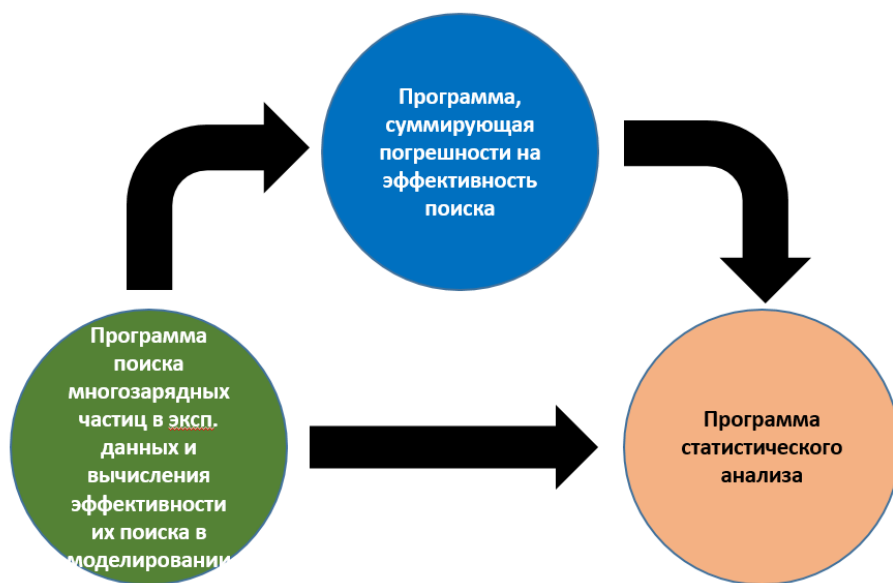 Программа,
суммирующая
погрешности на
эффективность
поиска
Программа
поиска
многозарядных
частиц в эксп.
данных и
вычисления
эффективности
их поиска в
моделировании
Программа
статистического
анализа